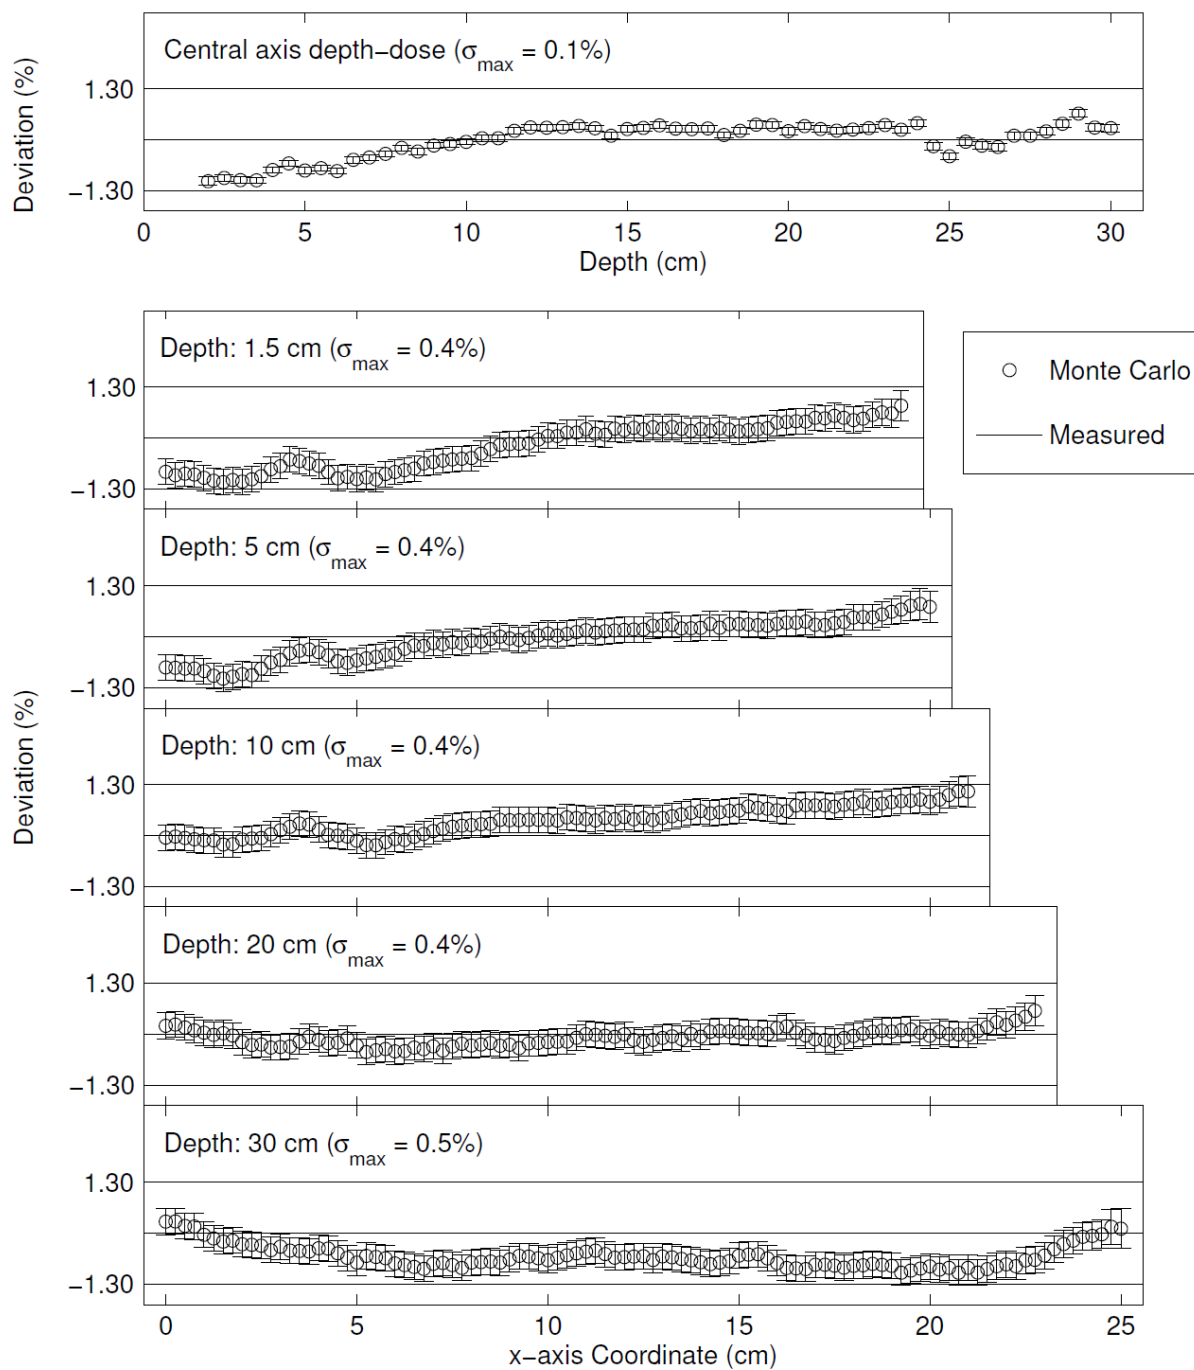 Central axis depth−dose (σmax = 0.1%)
Deviation (%)
1.30
−1.30
0 5 10 15 20 25 30
Depth (cm)
Depth: 1.5 cm (σmax = 0.4%)
1.30
−1.30
Monte Carlo
Measured
Depth: 5 cm (σmax = 0.4%)
1.30
−1.30
Deviation (%)
Depth: 10 cm (σmax = 0.4%)
1.30
−1.30
Depth: 20 cm (σmax = 0.4%)
1.30
−1.30
Depth: 30 cm (σmax = 0.5%)
1.30
−1.30
0 5 10 15 20 25
x−axis Coordinate (cm)